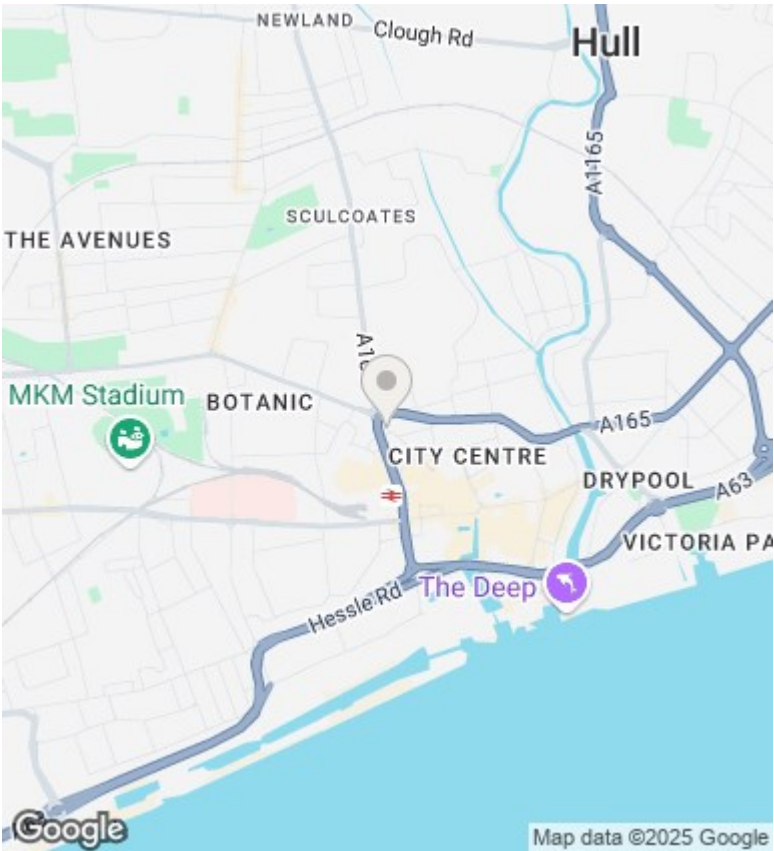 NEWLAND
Clough Rd
Hull
A1165
SCULCOATES
THE AVENUES
MKM Stadium
BOTANIC
A165
CITY CENTRE
DRYPOOL
A63
VICTORIA PA
The Deep
Hessle Rd
Google
Map data ©2025 Google